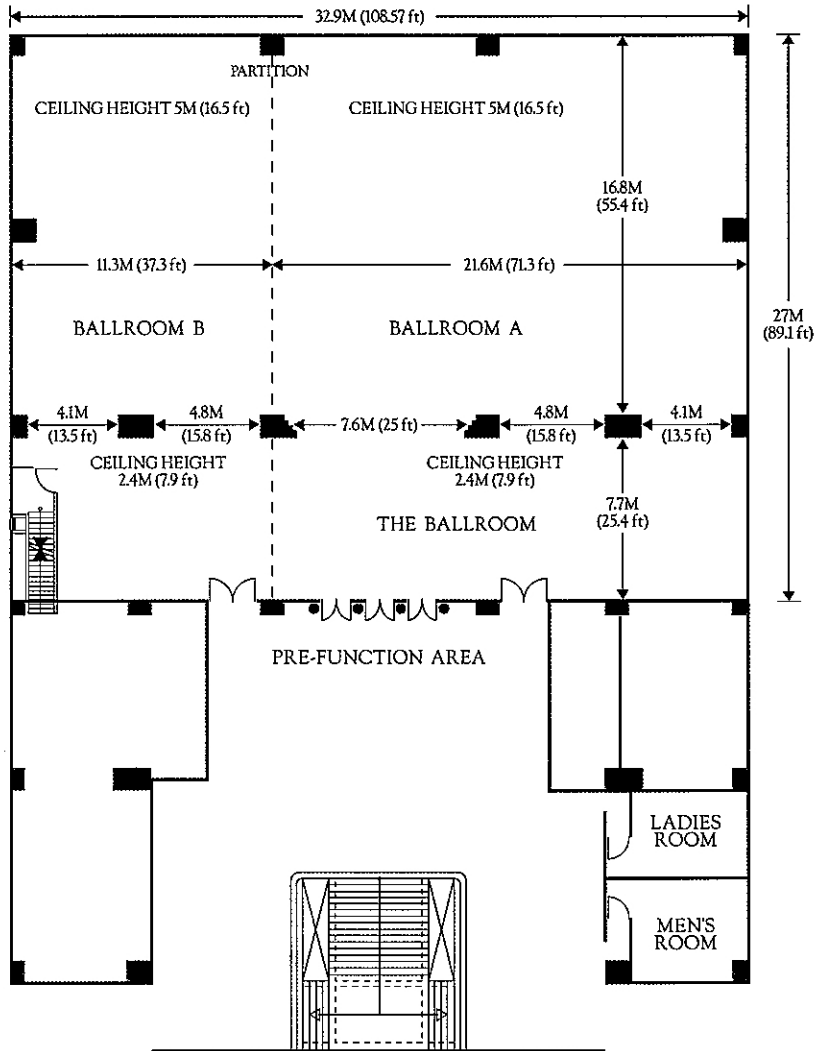 32.9M (108.57 ft)
PARTITION
CEILING HEIGHT 5M (16.5 ft)
CEILING HEIGHT 5M (16.5 ft)
16.8M
(55.4 ft)
11.3M (37.3 ft)
21.6M (71.3 ft)
27M
(89.1 ft)
BALLROOM B
BALLROOM A
4.1M
(13.5 ft)
4.8M
(15.8 ft)
7.6M (25 ft)
4.8M
(15.8 ft)
4.1M
(13.5 ft)
CEILING HEIGHT
2.4M (7.9 ft)
CEILING HEIGHT
2.4M (7.9 ft)
7.7M
(25.4 ft)
THE BALLROOM
PRE-FUNCTION AREA
LADIES
ROOM
MEN'S
ROOM